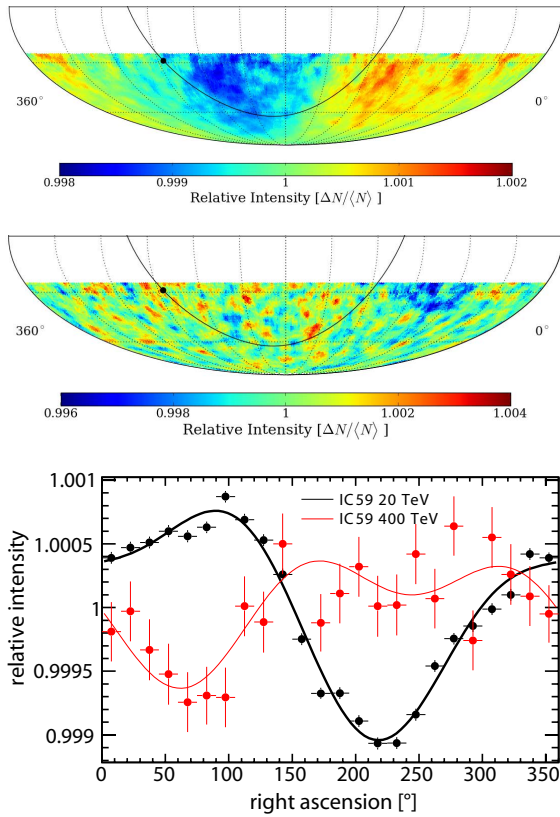 360° 0°
0.998 0.999 1 1.001 1.002
Relative Intensity [ΔN/⟨N⟩ ]
360° 0°
0.996 0.998 1 1.002 1.004
Relative Intensity [ΔN/⟨N⟩ ]
1.001
IC59 20 TeV
IC59 400 TeV
1.0005
1
0.9995
0.999
relative intensity
0 50 100 150 200 250 300 350
right ascension [°]